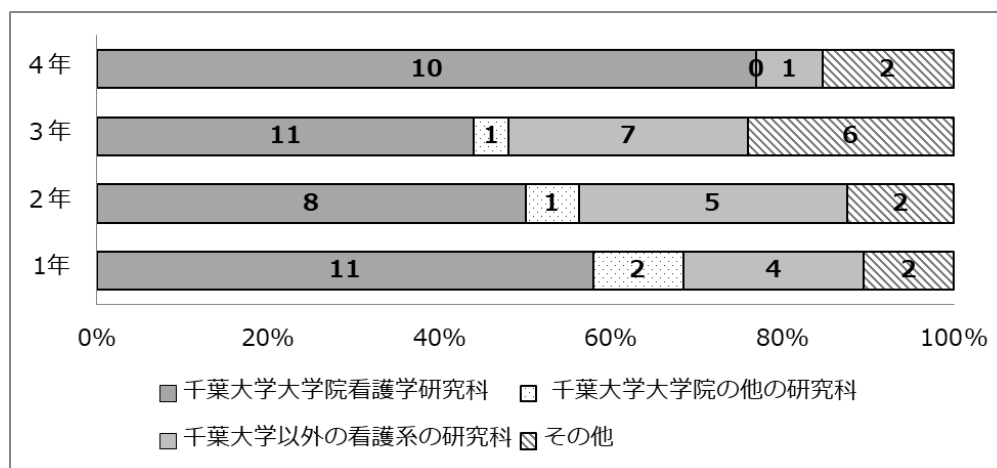 4年 10 0 1 2
3年 11 1 7 6
2年 8 1 5 2
1年 11 2 4 2
0% 20% 40% 60% 80% 100%
千葉大学大学院看護学研究科 千葉大学大学院の他の研究科
千葉大学以外の看護系の研究科 その他